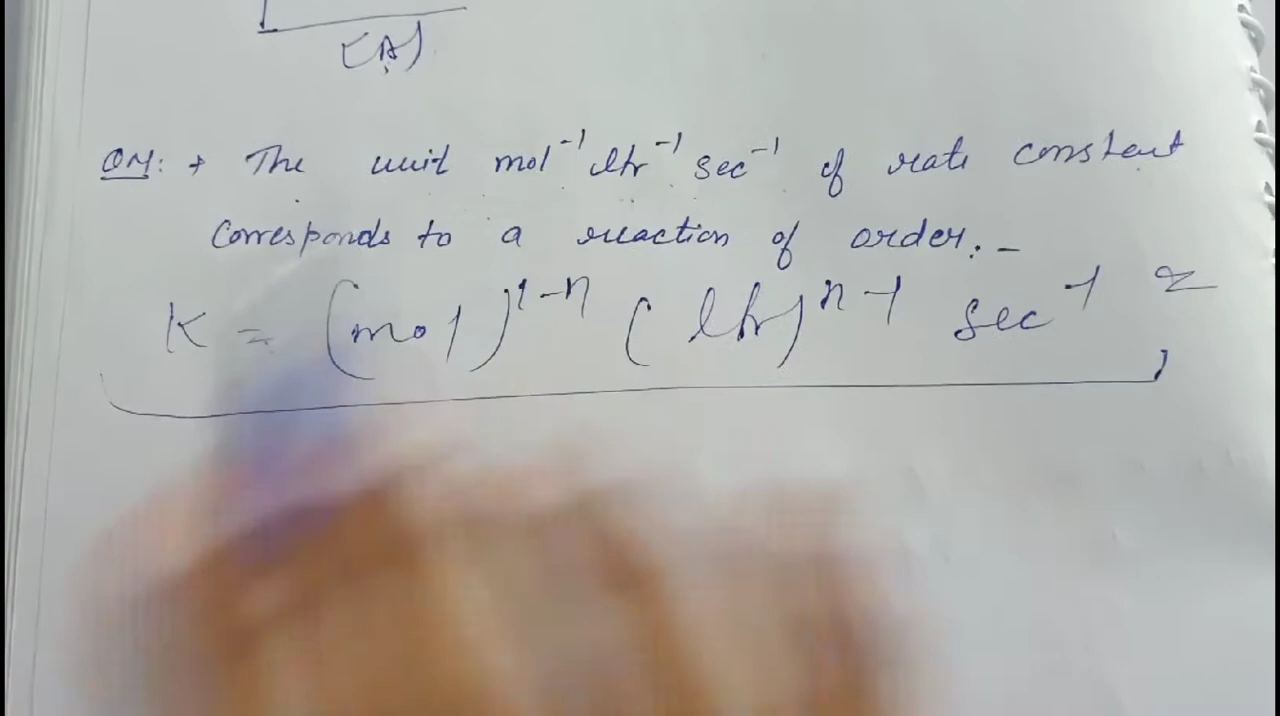 (A)
QN: → The unit mol⁻¹ ltr⁻¹ sec⁻¹ of rate constant
Corresponds to a reaction of order. -
K = (mol)¹⁻ⁿ (ltr)ⁿ⁻¹ sec⁻¹